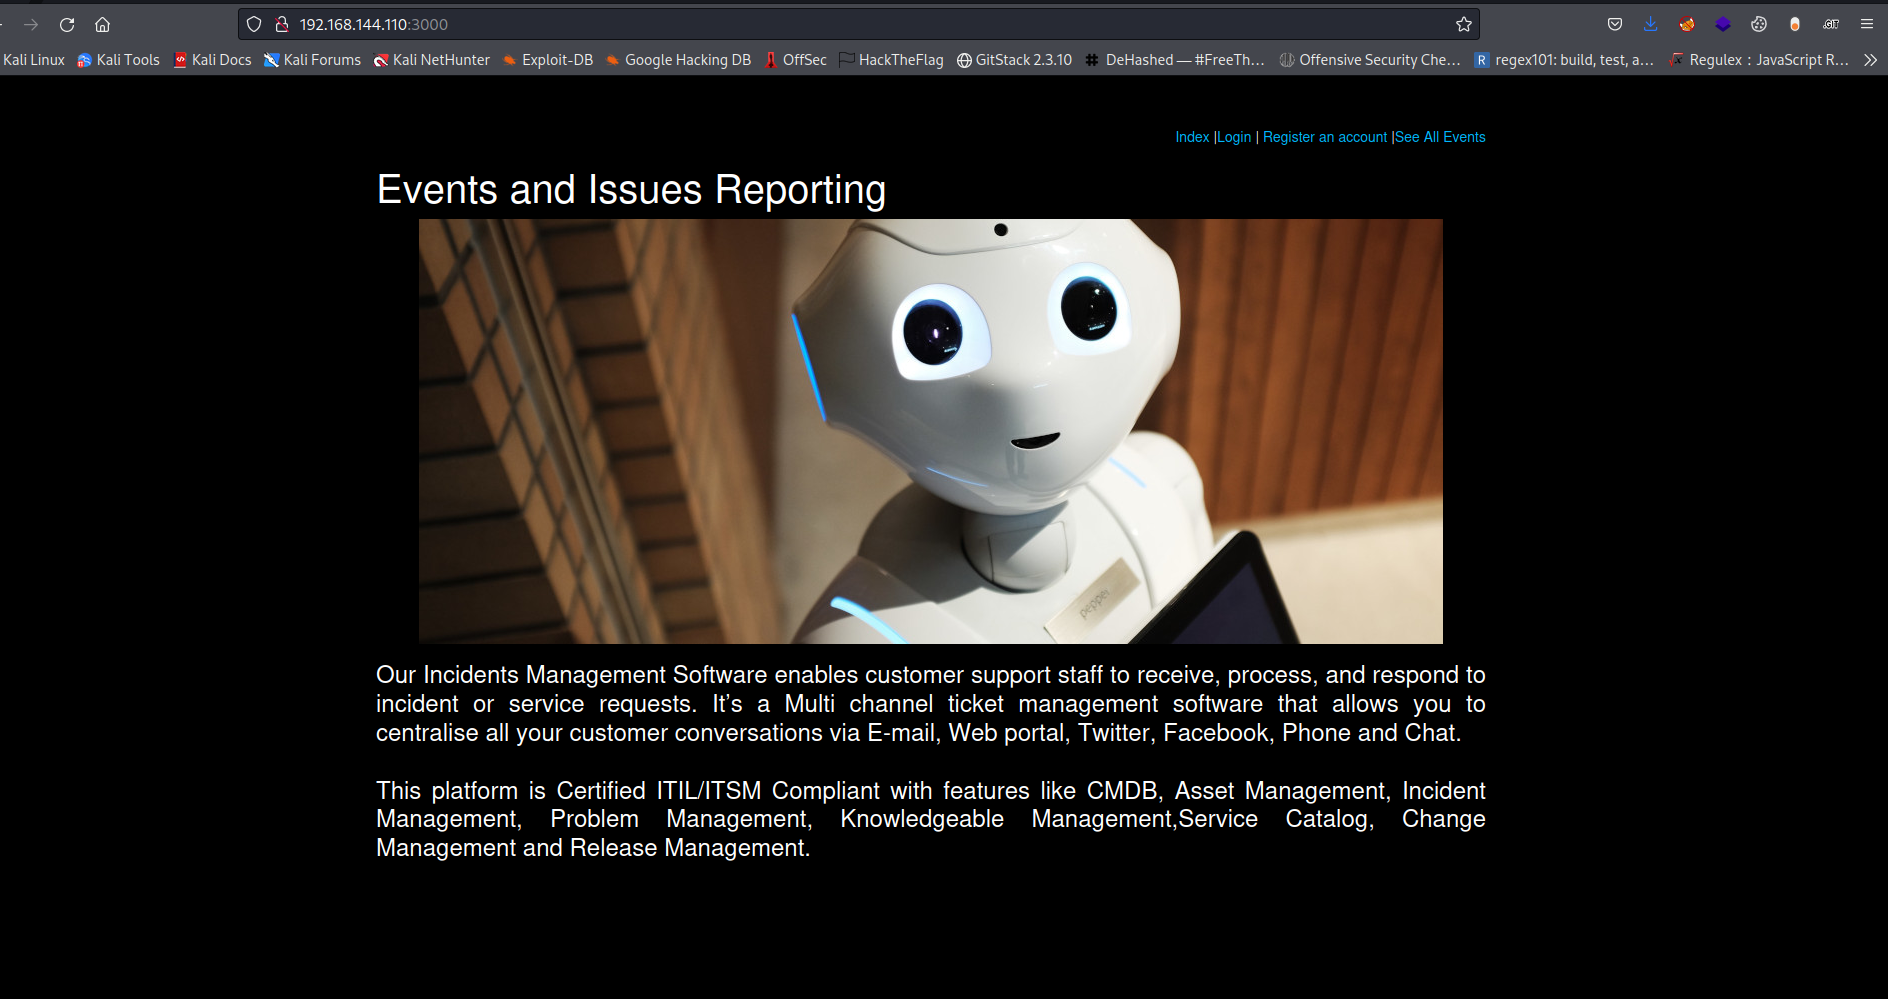 192.168.144.110:3000
Kali Linux Kali Tools Kali Docs Kali Forums Kali NetHunter Exploit-DB Google Hacking DB OffSec HackTheFlag GitStack 2.3.10 DeHashed — #FreeTh... Offensive Security Che... regex101: build, test, a... Regulex : JavaScript R...
Index |Login | Register an account |See All Events
Events and Issues Reporting
pepper
Our Incidents Management Software enables customer support staff to receive, process, and respond to
incident or service requests. It’s a Multi channel ticket management software that allows you to
centralise all your customer conversations via E-mail, Web portal, Twitter, Facebook, Phone and Chat.
This platform is Certified ITIL/ITSM Compliant with features like CMDB, Asset Management, Incident
Management, Problem Management, Knowledgeable Management,Service Catalog, Change
Management and Release Management.